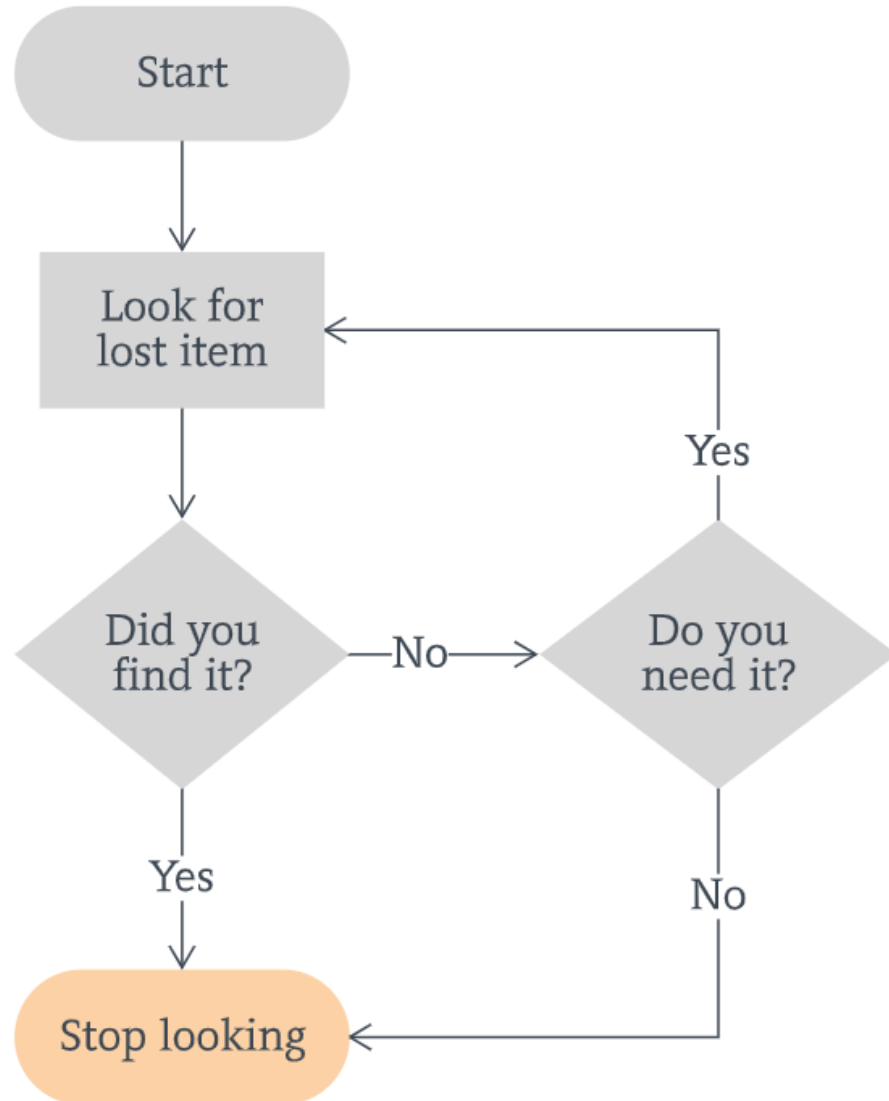 Start
Look for
lost item
Yes
Did you
find it?
No
Do you
need it?
Yes
No
Stop looking